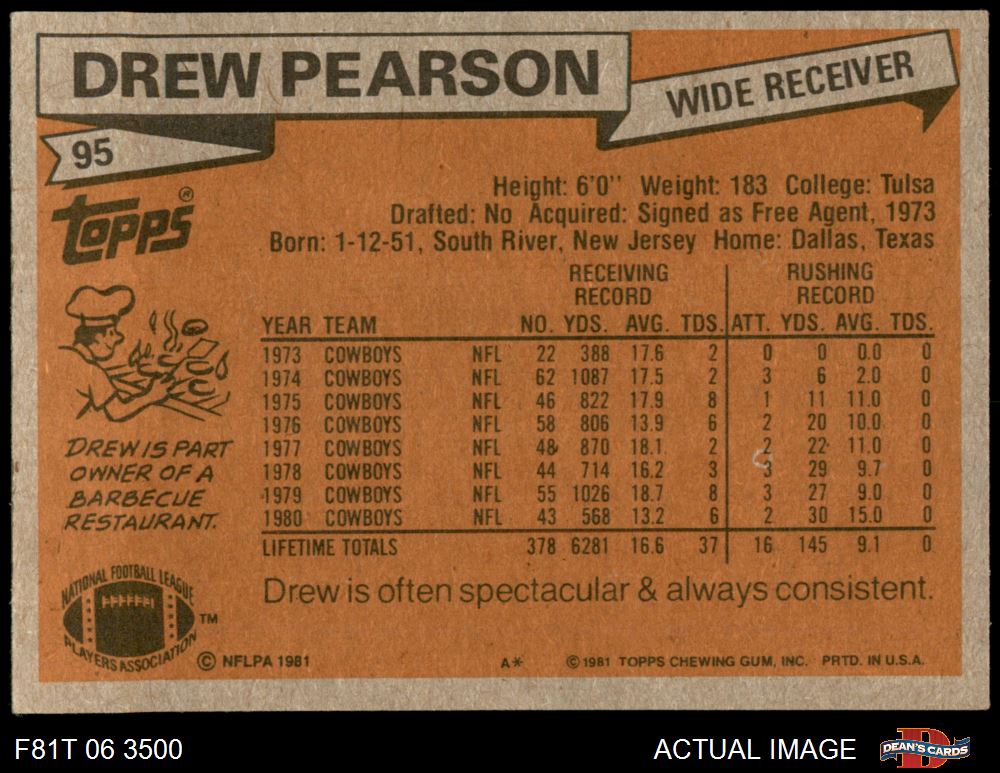 DREW PEARSON
WIDE RECEIVER
95
TOPPS®
Height: 6'0" Weight: 183 College: Tulsa
Drafted: No Acquired: Signed as Free Agent, 1973
Born: 1-12-51, South River, New Jersey Home: Dallas, Texas
RECEIVING RECORD RUSHING RECORD
YEAR TEAM NO. YDS. AVG. TDS. ATT. YDS. AVG. TDS.
1973 COWBOYS NFL 22 388 17.6 2 0 0 0.0 0
1974 COWBOYS NFL 62 1087 17.5 2 3 6 2.0 0
1975 COWBOYS NFL 46 822 17.9 8 1 11 11.0 0
1976 COWBOYS NFL 58 806 13.9 6 2 20 10.0 0
1977 COWBOYS NFL 48 870 18.1 2 2 22 11.0 0
1978 COWBOYS NFL 44 714 16.2 3 3 29 9.7 0
1979 COWBOYS NFL 55 1026 18.7 8 3 27 9.0 0
1980 COWBOYS NFL 43 568 13.2 6 2 30 15.0 0
LIFETIME TOTALS 378 6281 16.6 37 16 145 9.1 0
DREW IS PART
OWNER OF A
BARBECUE
RESTAURANT.
Drew is often spectacular & always consistent.
NATIONAL FOOTBALL LEAGUE
PLAYERS ASSOCIATION
TM
© NFLPA 1981
A*
© 1981 TOPPS CHEWING GUM, INC. PRTD. IN U.S.A.
F81T 06 3500
ACTUAL IMAGE
DEAN'S CARDS